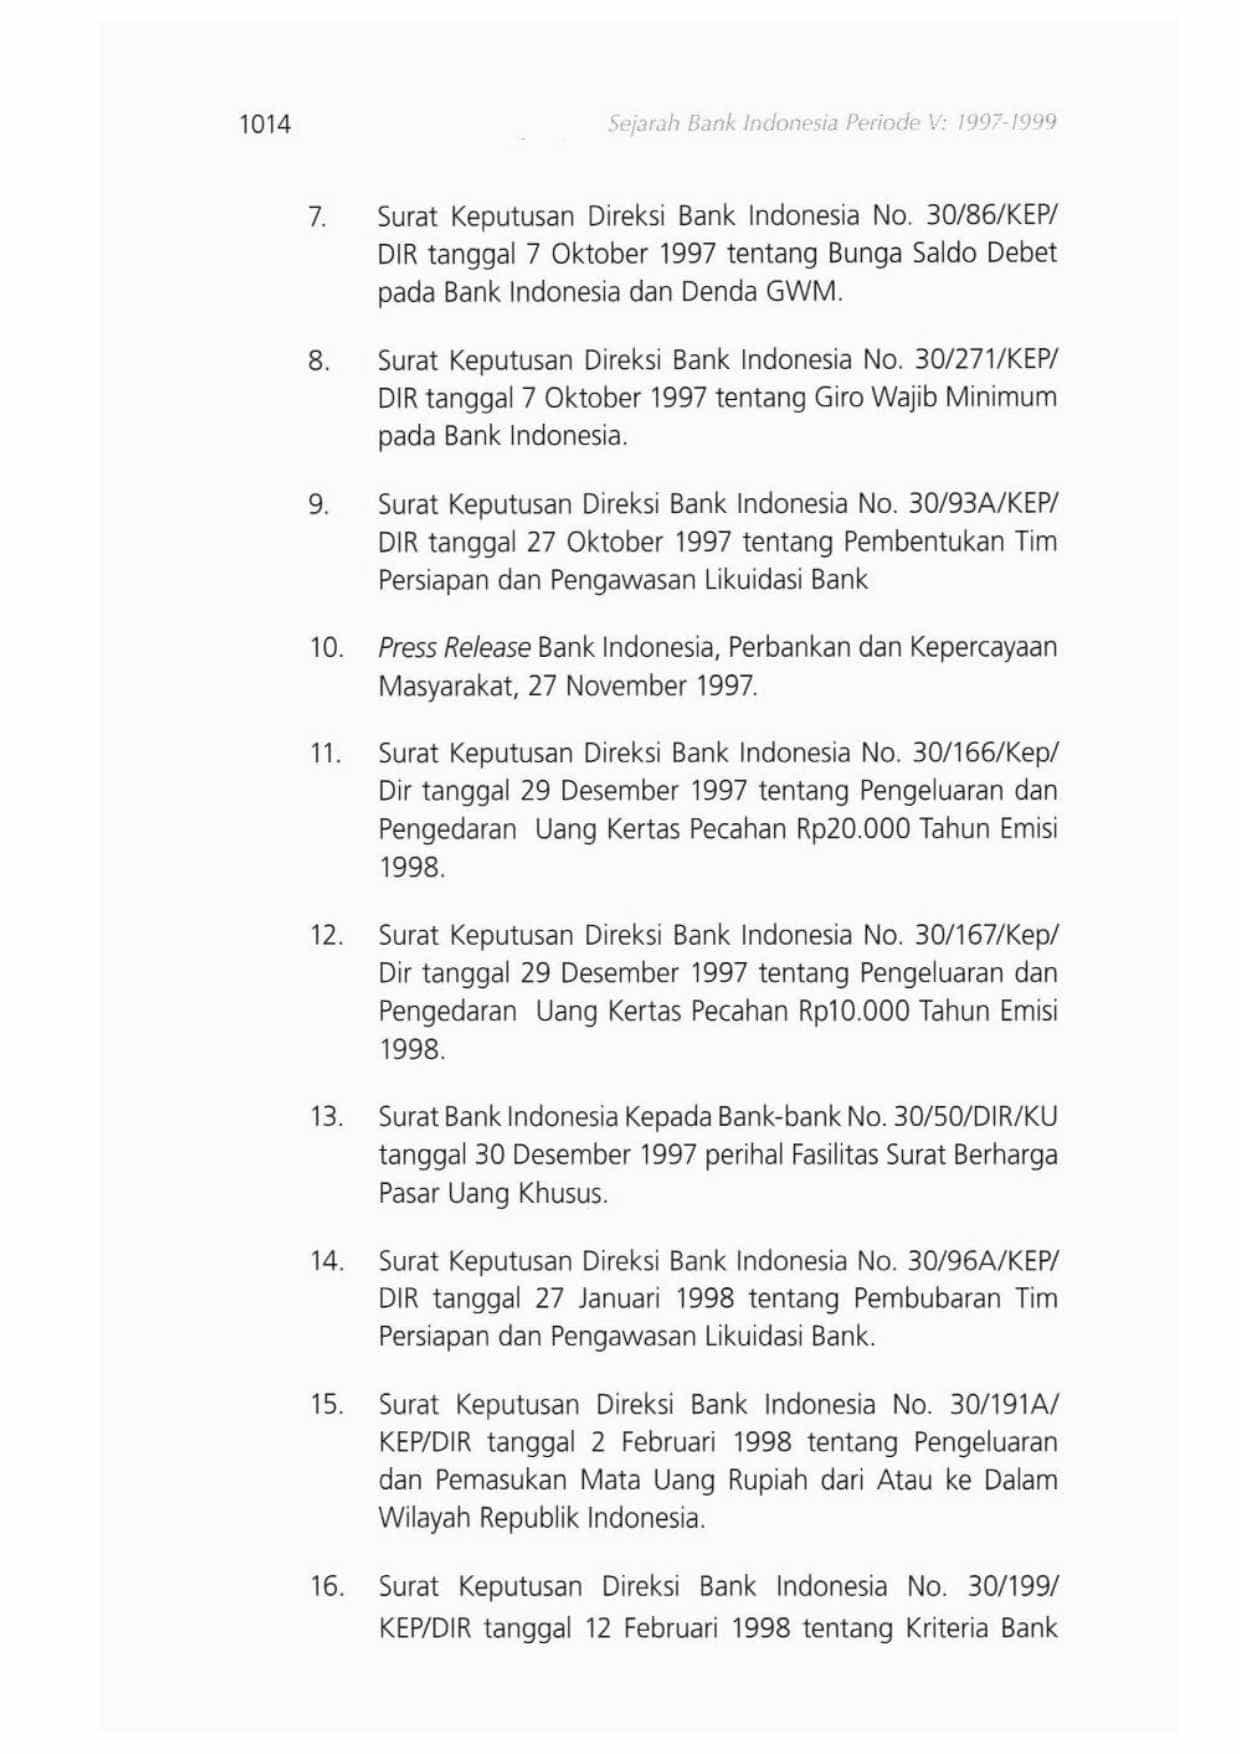 1014
Sejarah Bank Indonesia Periode V: 1997-1999
7. Surat Keputusan Direksi Bank Indonesia No. 30/86/KEP/
DIR tanggal 7 Oktober 1997 tentang Bunga Saldo Debet
pada Bank Indonesia dan Denda GWM.
8. Surat Keputusan Direksi Bank Indonesia No. 30/271/KEP/
DIR tanggal 7 Oktober 1997 tentang Giro Wajib Minimum
pada Bank Indonesia.
9. Surat Keputusan Direksi Bank Indonesia No. 30/93A/KEP/
DIR tanggal 27 Oktober 1997 tentang Pembentukan Tim
Persiapan dan Pengawasan Likuidasi Bank
10. Press Release Bank Indonesia, Perbankan dan Kepercayaan
Masyarakat, 27 November 1997.
11. Surat Keputusan Direksi Bank Indonesia No. 30/166/Kep/
Dir tanggal 29 Desember 1997 tentang Pengeluaran dan
Pengedaran Uang Kertas Pecahan Rp20.000 Tahun Emisi
1998.
12. Surat Keputusan Direksi Bank Indonesia No. 30/167/Kep/
Dir tanggal 29 Desember 1997 tentang Pengeluaran dan
Pengedaran Uang Kertas Pecahan Rp10.000 Tahun Emisi
1998.
13. Surat Bank Indonesia Kepada Bank-bank No. 30/50/DIR/KU
tanggal 30 Desember 1997 perihal Fasilitas Surat Berharga
Pasar Uang Khusus.
14. Surat Keputusan Direksi Bank Indonesia No. 30/96A/KEP/
DIR tanggal 27 Januari 1998 tentang Pembubaran Tim
Persiapan dan Pengawasan Likuidasi Bank.
15. Surat Keputusan Direksi Bank Indonesia No. 30/191A/
KEP/DIR tanggal 2 Februari 1998 tentang Pengeluaran
dan Pemasukan Mata Uang Rupiah dari Atau ke Dalam
Wilayah Republik Indonesia.
16. Surat Keputusan Direksi Bank Indonesia No. 30/199/
KEP/DIR tanggal 12 Februari 1998 tentang Kriteria Bank